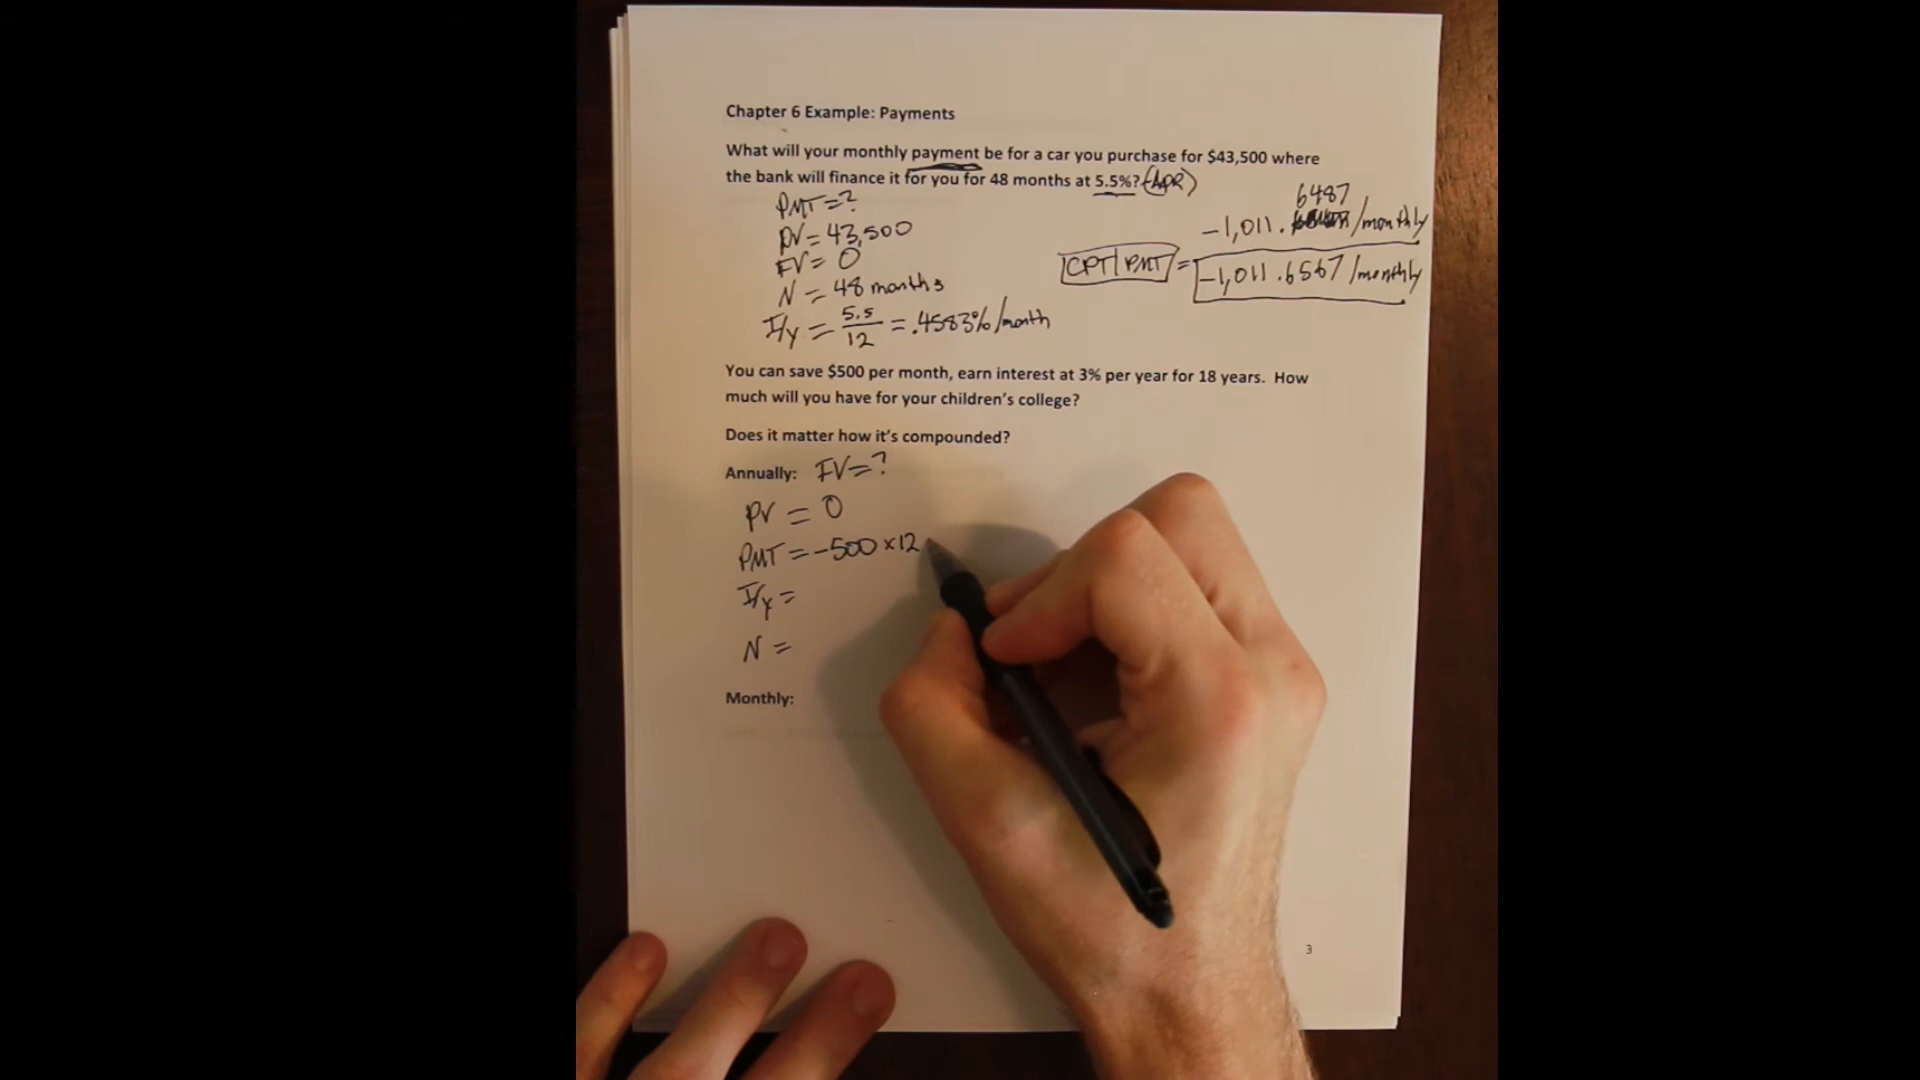 Chapter 6 Example: Payments
What will your monthly payment be for a car you purchase for $43,500 where
the bank will finance it for you for 48 months at 5.5%? (APR)
PMT = ?
PV = 43,500
FV = 0
N = 48 months
I/y = 5.5/12 = .4583%/month
6487
-1,011. /monthly
CPT PMT = -1,011.6567/monthly
You can save $500 per month, earn interest at 3% per year for 18 years. How
much will you have for your children's college?
Does it matter how it's compounded?
Annually: FV = ?
PV = 0
PMT = -500 × 12
I/y =
N =
Monthly:
3